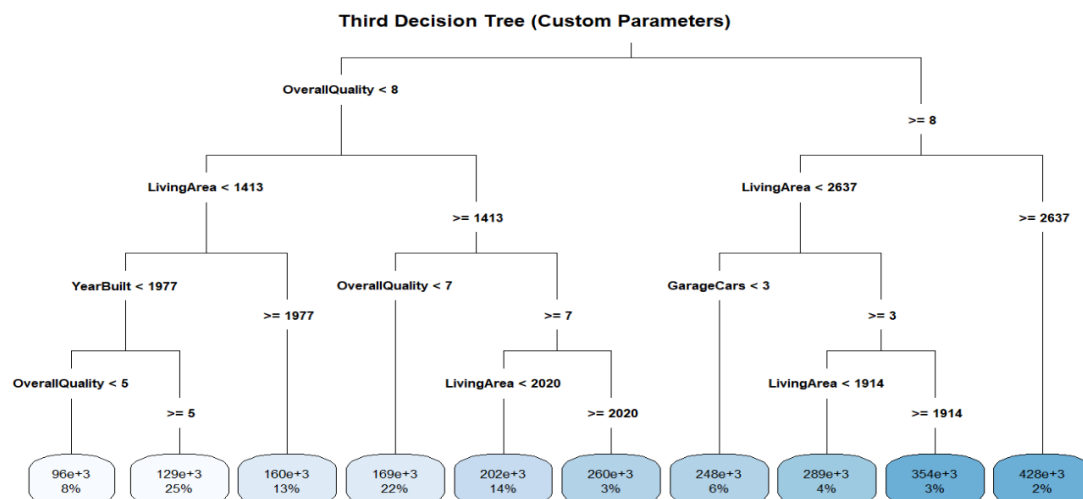 Third Decision Tree (Custom Parameters)
OverallQuality < 8
>= 8
LivingArea < 1413
LivingArea < 2637
>= 1413
>= 2637
YearBuilt < 1977
OverallQuality < 7
GarageCars < 3
>= 1977
>= 7
>= 3
OverallQuality < 5
LivingArea < 2020
LivingArea < 1914
>= 5
>= 2020
>= 1914
96e+3 129e+3 160e+3 169e+3 202e+3 260e+3 248e+3 289e+3 354e+3 428e+3
8% 25% 13% 22% 14% 3% 6% 4% 3% 2%